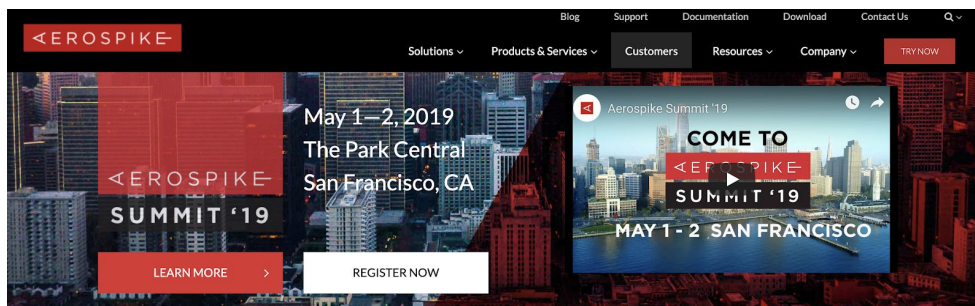 Blog Support Documentation Download Contact Us
AEROSPIKE
Solutions Products & Services Customers Resources Company TRY NOW
AEROSPIKE
SUMMIT ‘19
May 1—2, 2019
The Park Central
San Francisco, CA
LEARN MORE
REGISTER NOW
Aerospike Summit '19
COME TO
AEROSPIKE
SUMMIT ‘19
MAY 1 - 2 SAN FRANCISCO